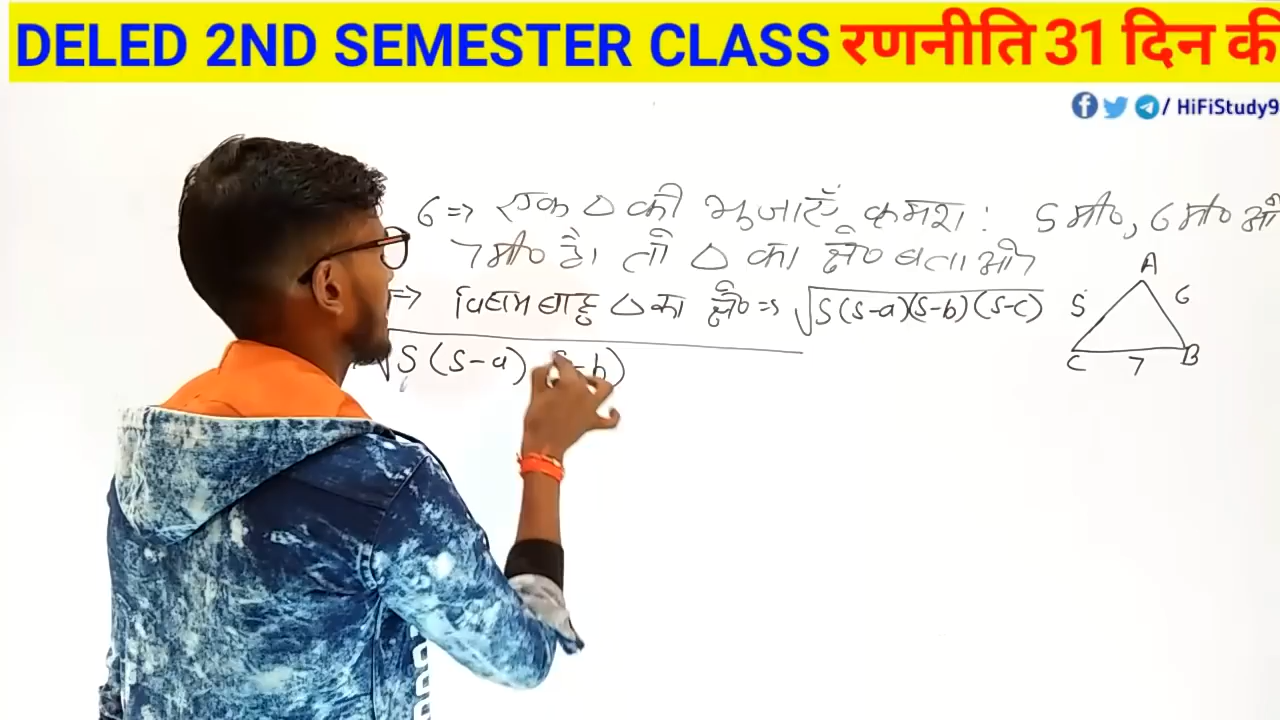 DELED 2ND SEMESTER CLASS रणनीति 31 दिन की
/ HiFiStudy9
6 => एक △ की भुजाएँ क्रमश: 5 मी०, 6 मी० औ
7 मी० है। तो △ का क्षे० बताओ?
=> विषमबाहु △ का क्षे० => √S(S-a)(S-b)(S-c)
√S(S-a) S-b)
A
5 6
C 7 B